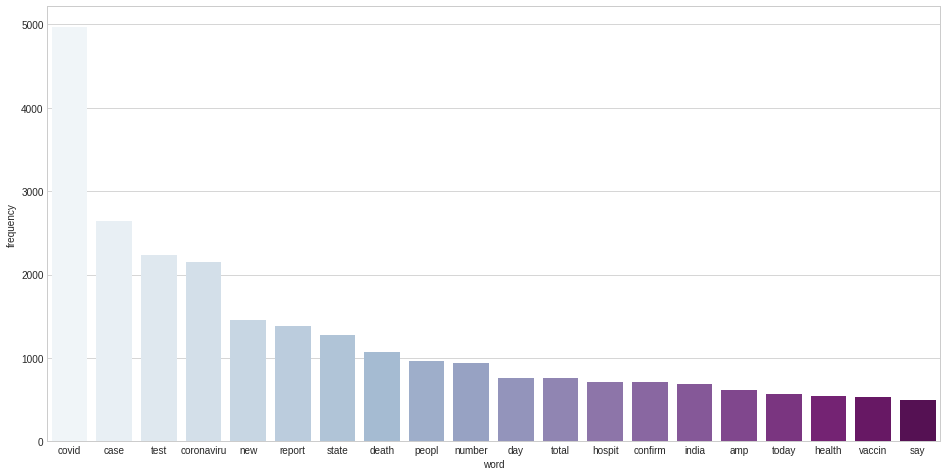 5000
4000
3000
2000
1000
0
frequency
covid case test coronaviru new report state death peopl number day total hospit confirm india amp today health vaccin say
word